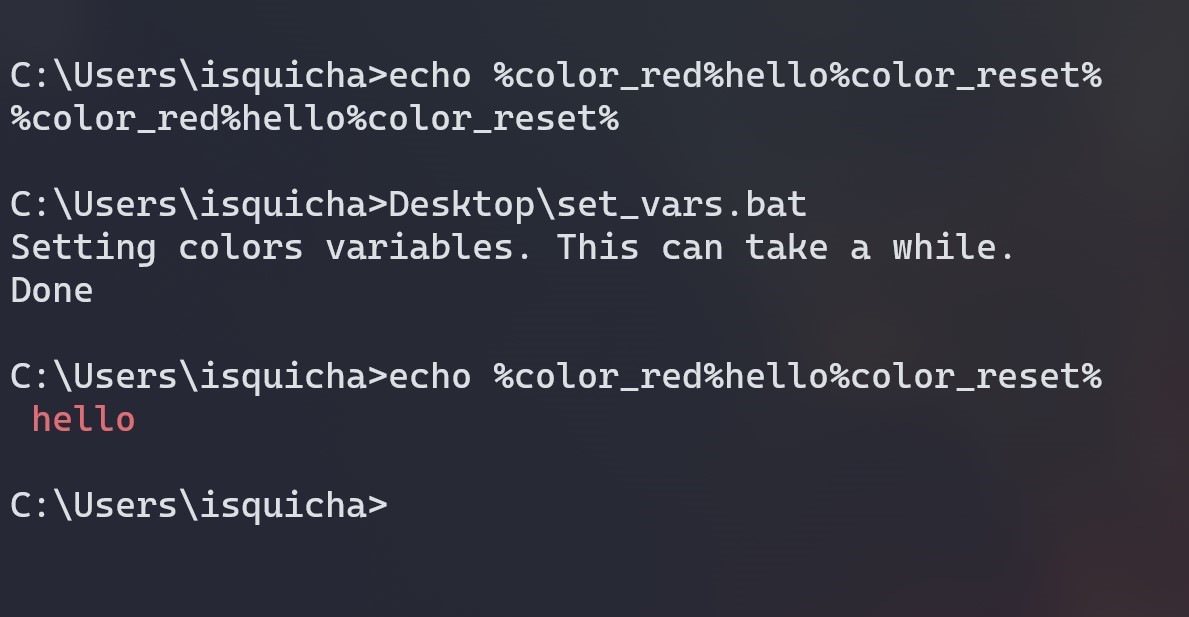 C:\Users\isquicha>echo %color_red%hello%color_reset%
%color_red%hello%color_reset%
C:\Users\isquicha>Desktop\set_vars.bat
Setting colors variables. This can take a while.
Done
C:\Users\isquicha>echo %color_red%hello%color_reset%
hello
C:\Users\isquicha>